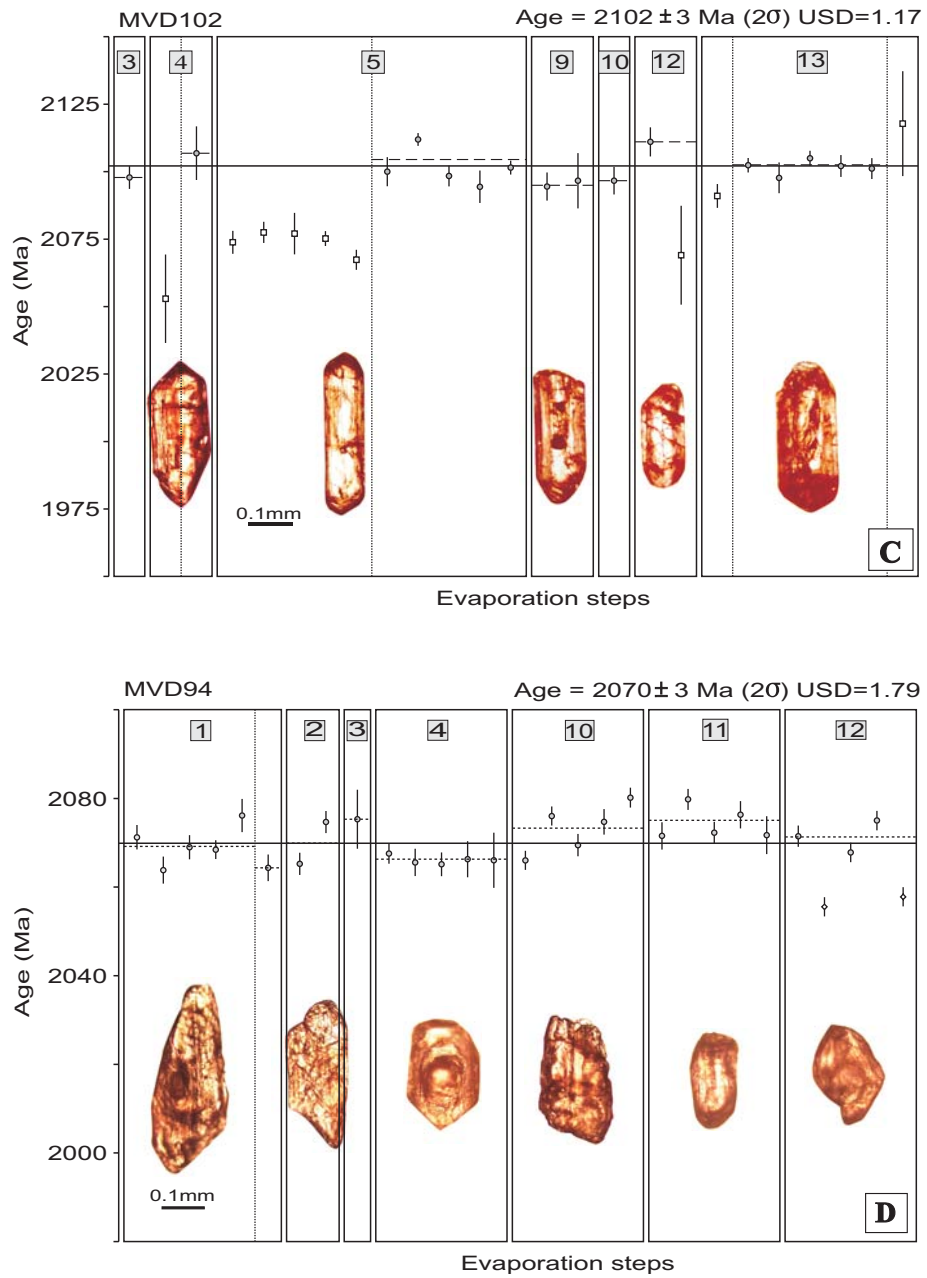 MVD102 Age = 2102 ± 3 Ma (2σ) USD=1.17
3 4 5 9 10 12 13
2125
2075
2025
1975
Age (Ma)
0.1mm
C
Evaporation steps
MVD94 Age = 2070 ± 3 Ma (2σ) USD=1.79
1 2 3 4 10 11 12
2080
2040
2000
Age (Ma)
0.1mm
D
Evaporation steps